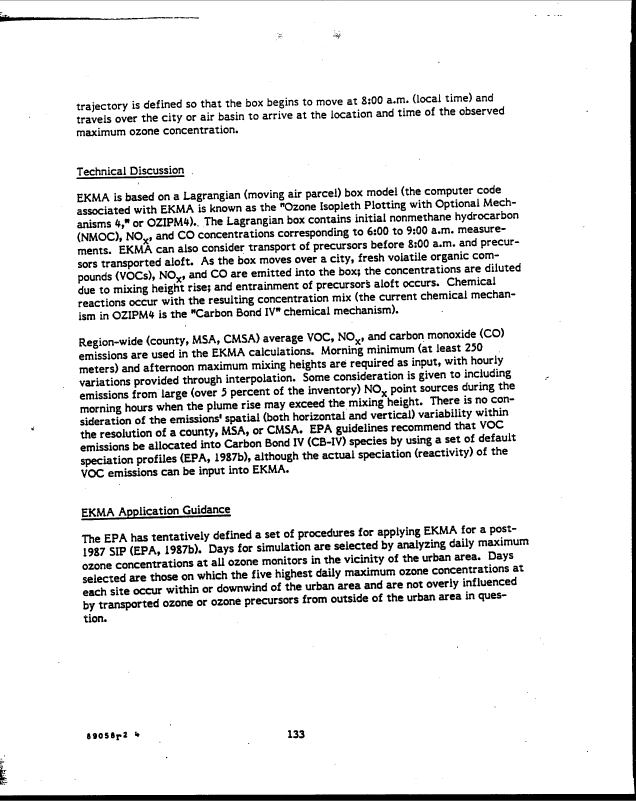 trajectory is defined so that the box begins to move at 8:00 a.m. (local time) and
travels over the city or air basin to arrive at the location and time of the observed
maximum ozone concentration.
Technical Discussion
EKMA is based on a Lagrangian (moving air parcel) box model (the computer code
associated with EKMA is known as the "Ozone Isopleth Plotting with Optional Mech-
anisms 4," or OZIPM4). The Lagrangian box contains initial nonmethane hydrocarbon
(NMOC), NOx, and CO concentrations corresponding to 6:00 to 9:00 a.m. measure-
ments. EKMA can also consider transport of precursors before 8:00 a.m. and precur-
sors transported aloft. As the box moves over a city, fresh volatile organic com-
pounds (VOCs), NOx, and CO are emitted into the box; the concentrations are diluted
due to mixing height rise; and entrainment of precursors aloft occurs. Chemical
reactions occur with the resulting concentration mix (the current chemical mechan-
ism in OZIPM4 is the "Carbon Bond IV" chemical mechanism).
Region-wide (county, MSA, CMSA) average VOC, NOx, and carbon monoxide (CO)
emissions are used in the EKMA calculations. Morning minimum (at least 250
meters) and afternoon maximum mixing heights are required as input, with hourly
variations provided through interpolation. Some consideration is given to including
emissions from large (over 5 percent of the inventory) NOx point sources during the
morning hours when the plume rise may exceed the mixing height. There is no con-
sideration of the emissions' spatial (both horizontal and vertical) variability within
the resolution of a county, MSA, or CMSA. EPA guidelines recommend that VOC
emissions be allocated into Carbon Bond IV (CB-IV) species by using a set of default
speciation profiles (EPA, 1987b), although the actual speciation (reactivity) of the
VOC emissions can be input into EKMA.
EKMA Application Guidance
The EPA has tentatively defined a set of procedures for applying EKMA for a post-
1987 SIP (EPA, 1987b). Days for simulation are selected by analyzing daily maximum
ozone concentrations at all ozone monitors in the vicinity of the urban area. Days
selected are those on which the five highest daily maximum ozone concentrations at
each site occur within or downwind of the urban area and are not overly influenced
by transported ozone or ozone precursors from outside of the urban area in ques-
tion.
89058r2 4
133